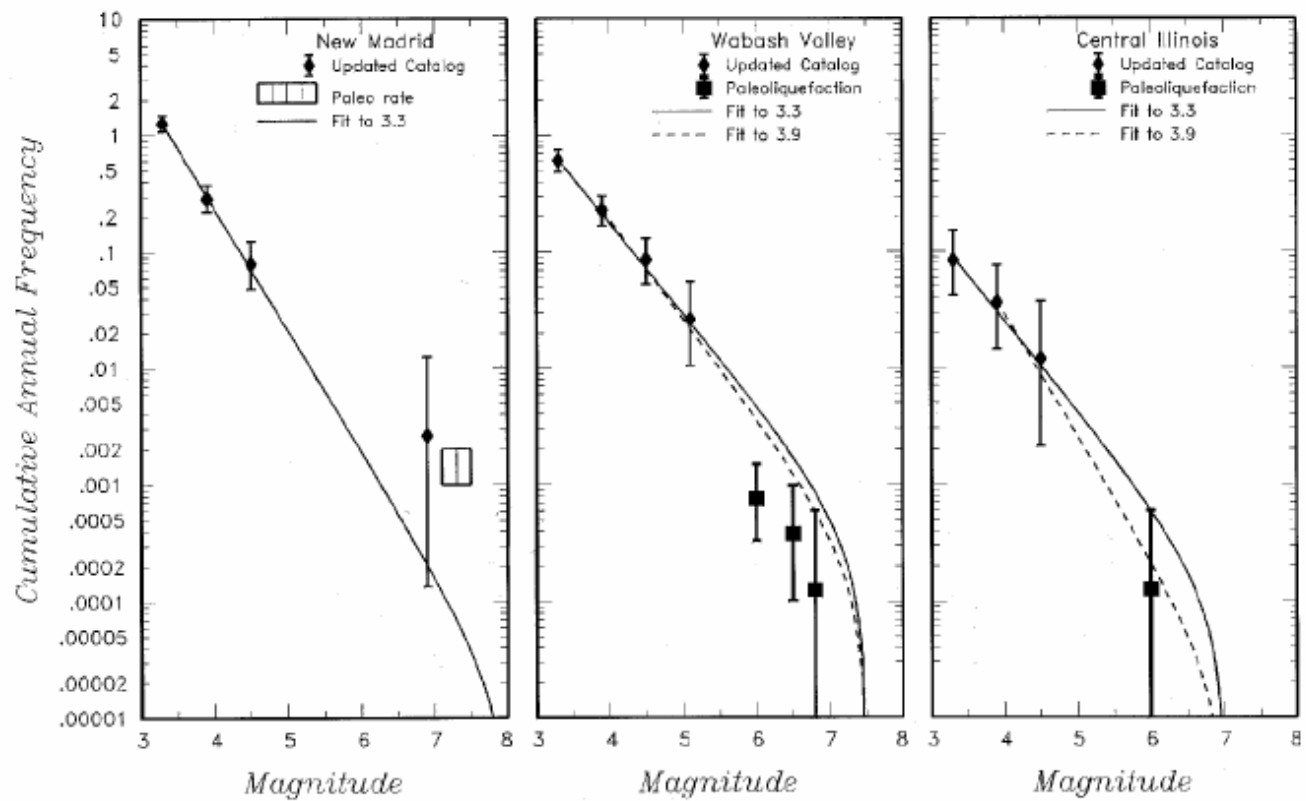 Cumulative Annual Frequency
10
5
2
1
.5
.2
.1
.05
.02
.01
.005
.002
.001
.0005
.0002
.0001
.00005
.00002
.00001
New Madrid
Updated Catalog
Paleo rate
Fit to 3.3
3 4 5 6 7 8
Magnitude
Wabash Valley
Updated Catalog
Paleoliquefaction
Fit to 3.3
Fit to 3.9
3 4 5 6 7 8
Magnitude
Central Illinois
Updated Catalog
Paleoliquefaction
Fit to 3.3
Fit to 3.9
3 4 5 6 7 8
Magnitude